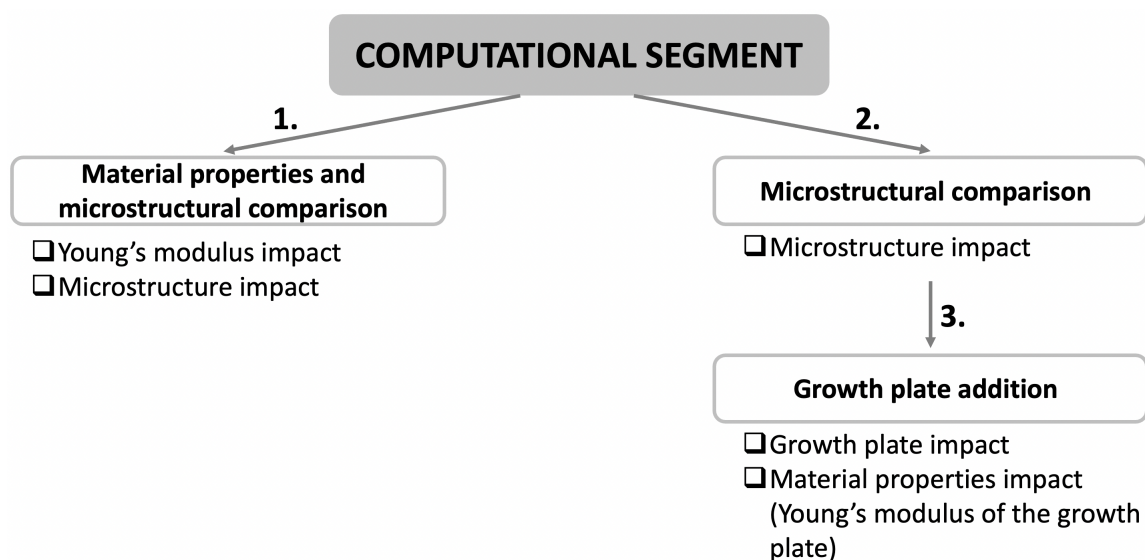 COMPUTATIONAL SEGMENT
1.
2.
Material properties and
microstructural comparison
❑Young’s modulus impact
❑Microstructure impact
Microstructural comparison
❑Microstructure impact
3.
Growth plate addition
❑Growth plate impact
❑Material properties impact
(Young’s modulus of the growth
plate)